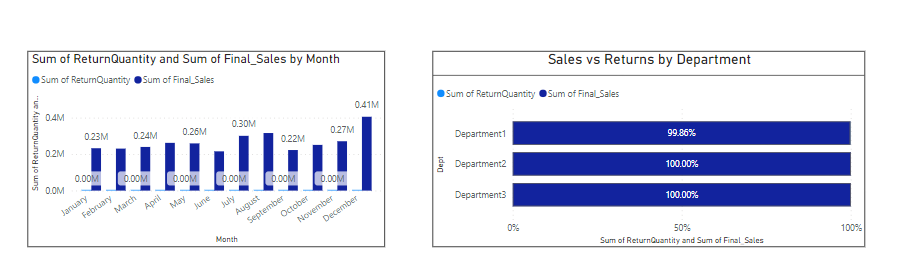 Sum of ReturnQuantity and Sum of Final_Sales by Month
Sum of ReturnQuantity Sum of Final_Sales
Sum of ReturnQuantity an...
0.4M
0.2M
0.0M
0.23M
0.24M
0.26M
0.30M
0.22M
0.27M
0.41M
0.00M
0.00M
0.00M
0.00M
0.00M
0.00M
January
February
March
April
May
June
July
August
September
October
November
December
Month
Sales vs Returns by Department
Sum of ReturnQuantity Sum of Final_Sales
Dept
Department1
99.86%
Department2
100.00%
Department3
100.00%
0% 50% 100%
Sum of ReturnQuantity and Sum of Final_Sales